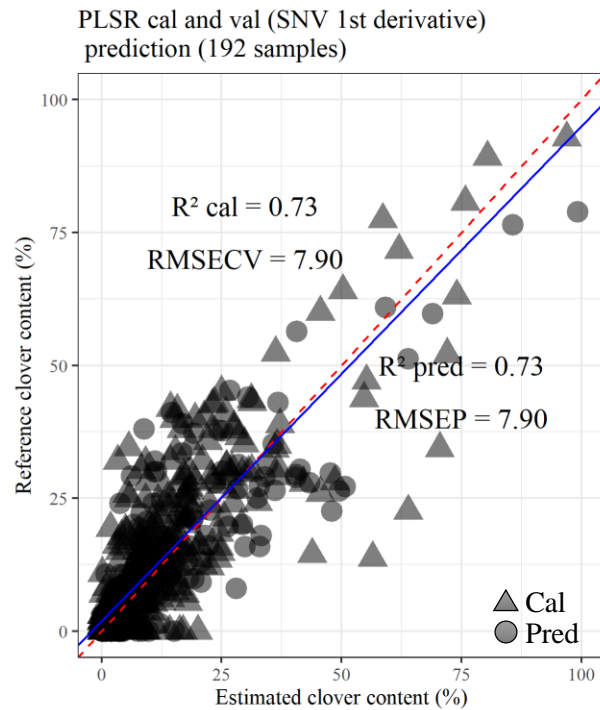 PLSR cal and val (SNV 1st derivative)
prediction (192 samples)
100
R² cal = 0.73
75
RMSECV = 7.90
50
R² pred = 0.73
RMSEP = 7.90
25
Cal
0
Pred
0 25 50 75 100
Reference clover content (%)
Estimated clover content (%)